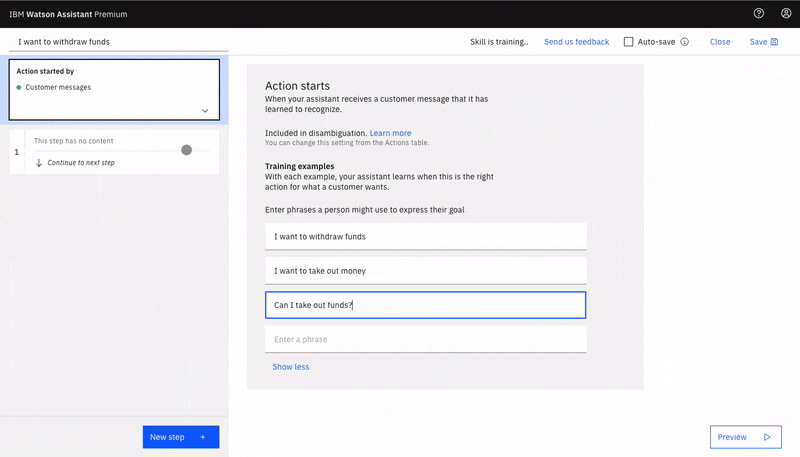 IBM Watson Assistant Premium
I want to withdraw funds
Skill is training..
Send us feedback
Auto-save
Close
Save
Action started by
Customer messages
1
This step has no content
Continue to next step
New step +
Action starts
When your assistant receives a customer message that it has
learned to recognize.
Included in disambiguation. Learn more
You can change this setting from the Actions table.
Training examples
With each example, your assistant learns when this is the right
action for what a customer wants.
Enter phrases a person might use to express their goal
I want to withdraw funds
I want to take out money
Can I take out funds?
Enter a phrase
Show less
Preview